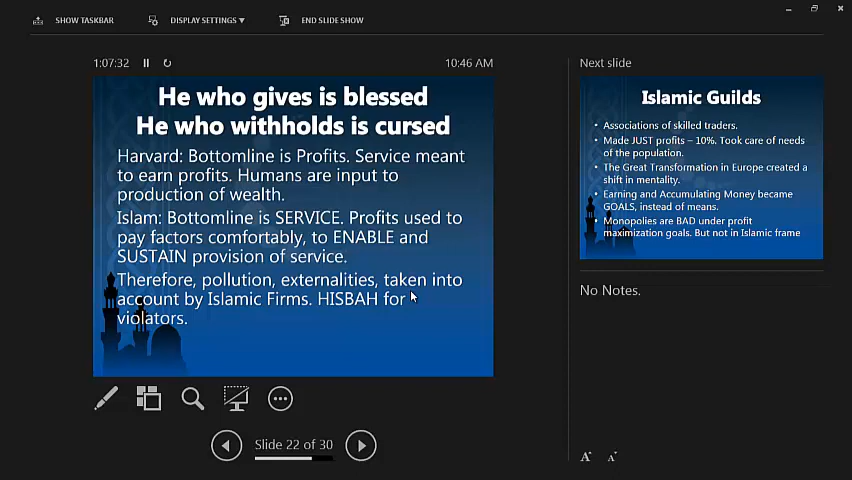 SHOW TASKBAR
DISPLAY SETTINGS ▼
END SLIDE SHOW
1:07:32
10:46 AM
He who gives is blessed
He who withholds is cursed
Harvard: Bottomline is Profits. Service meant
to earn profits. Humans are input to
production of wealth.
Islam: Bottomline is SERVICE. Profits used to
pay factors comfortably, to ENABLE and
SUSTAIN provision of service.
Therefore, pollution, externalities, taken into
account by Islamic Firms. HISBAH for
violators.
Slide 22 of 30
Next slide
Islamic Guilds
• Associations of skilled traders.
• Made JUST profits – 10%. Took care of needs
of the population.
• The Great Transformation in Europe created a
shift in mentality.
• Earning and Accumulating Money became
GOALS, instead of means.
• Monopolies are BAD under profit
maximization goals. But not in Islamic frame
No Notes.
A A